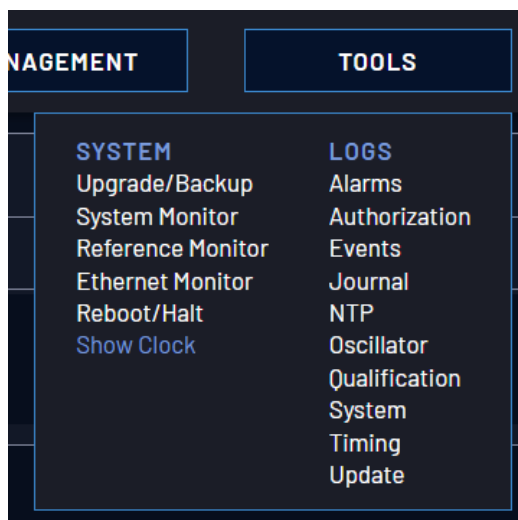 NAGEMENT
TOOLS
SYSTEM
Upgrade/Backup
System Monitor
Reference Monitor
Ethernet Monitor
Reboot/Halt
Show Clock
LOGS
Alarms
Authorization
Events
Journal
NTP
Oscillator
Qualification
System
Timing
Update